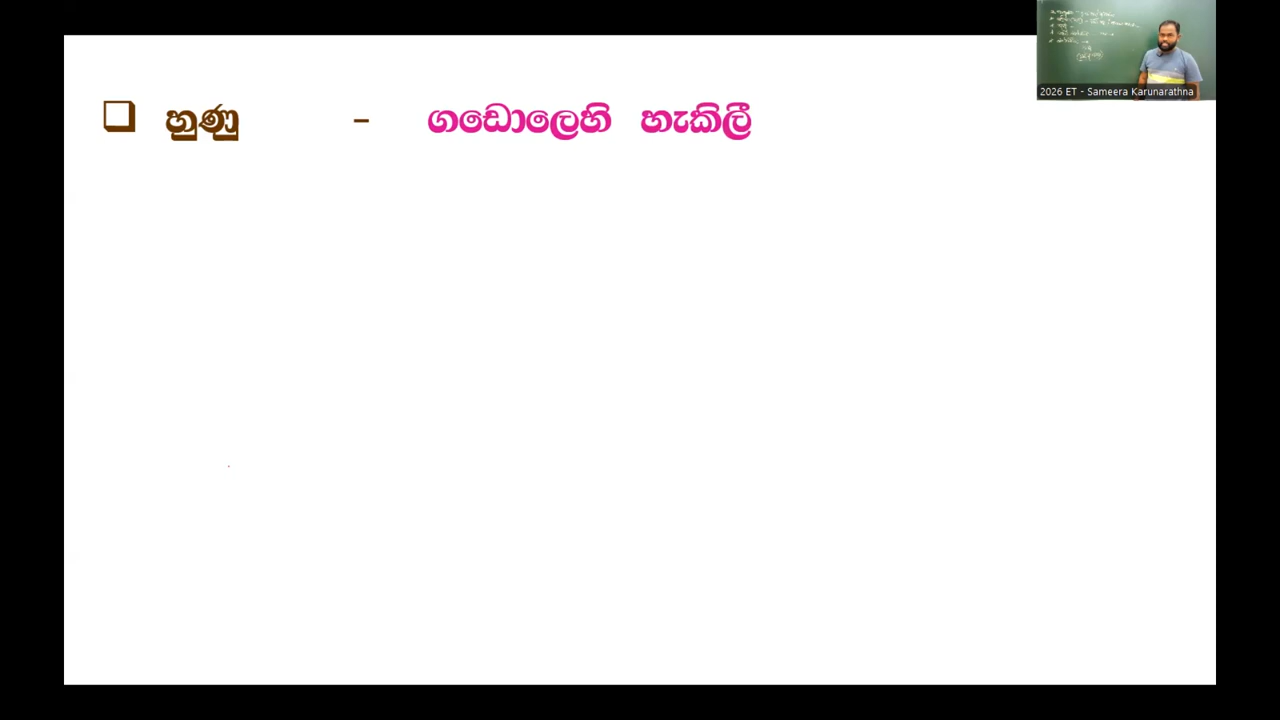 2026 ET - Sameera Karunarathna
❑ හුණු - ගඩොලෙහි හැකිලී